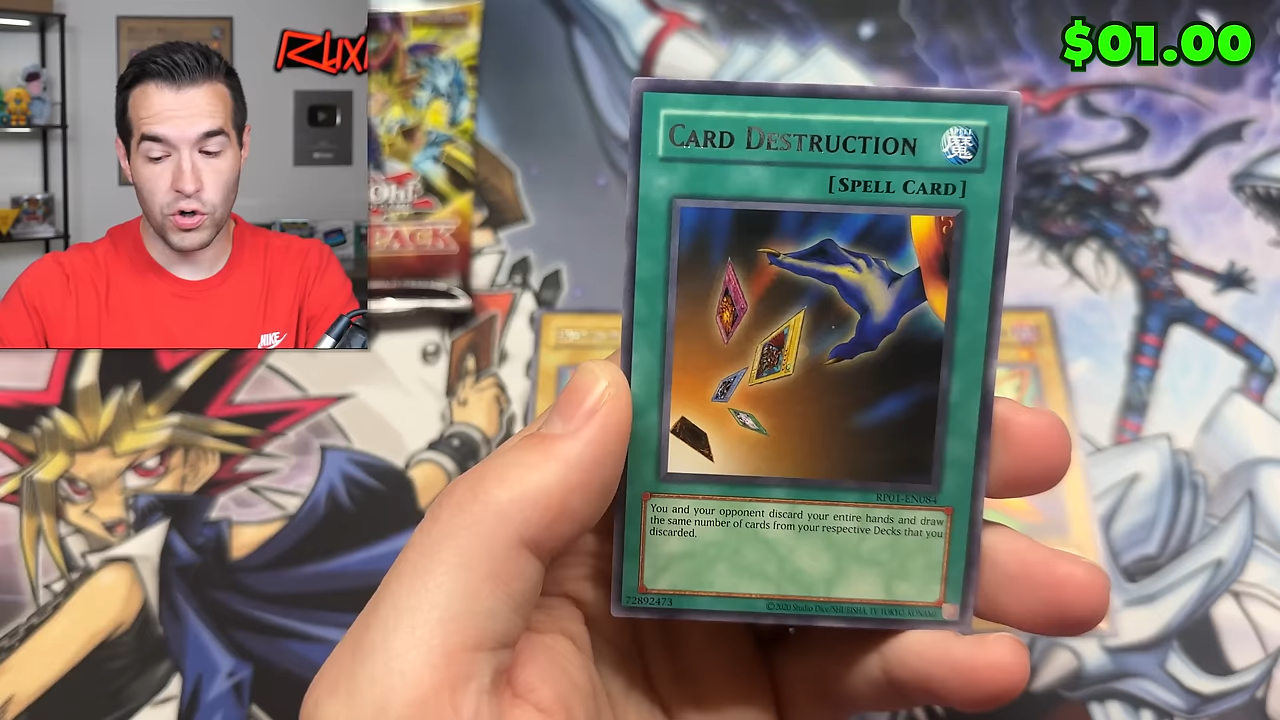 $01.00
CARD DESTRUCTION
[SPELL CARD]
RP01-EN084
You and your opponent discard your entire hands and draw
the same number of cards from your respective Decks that you
discarded.
72892473
©2020 Studio Dice/SHUEISHA, TV TOKYO, KONAMI
NIKE
PACK